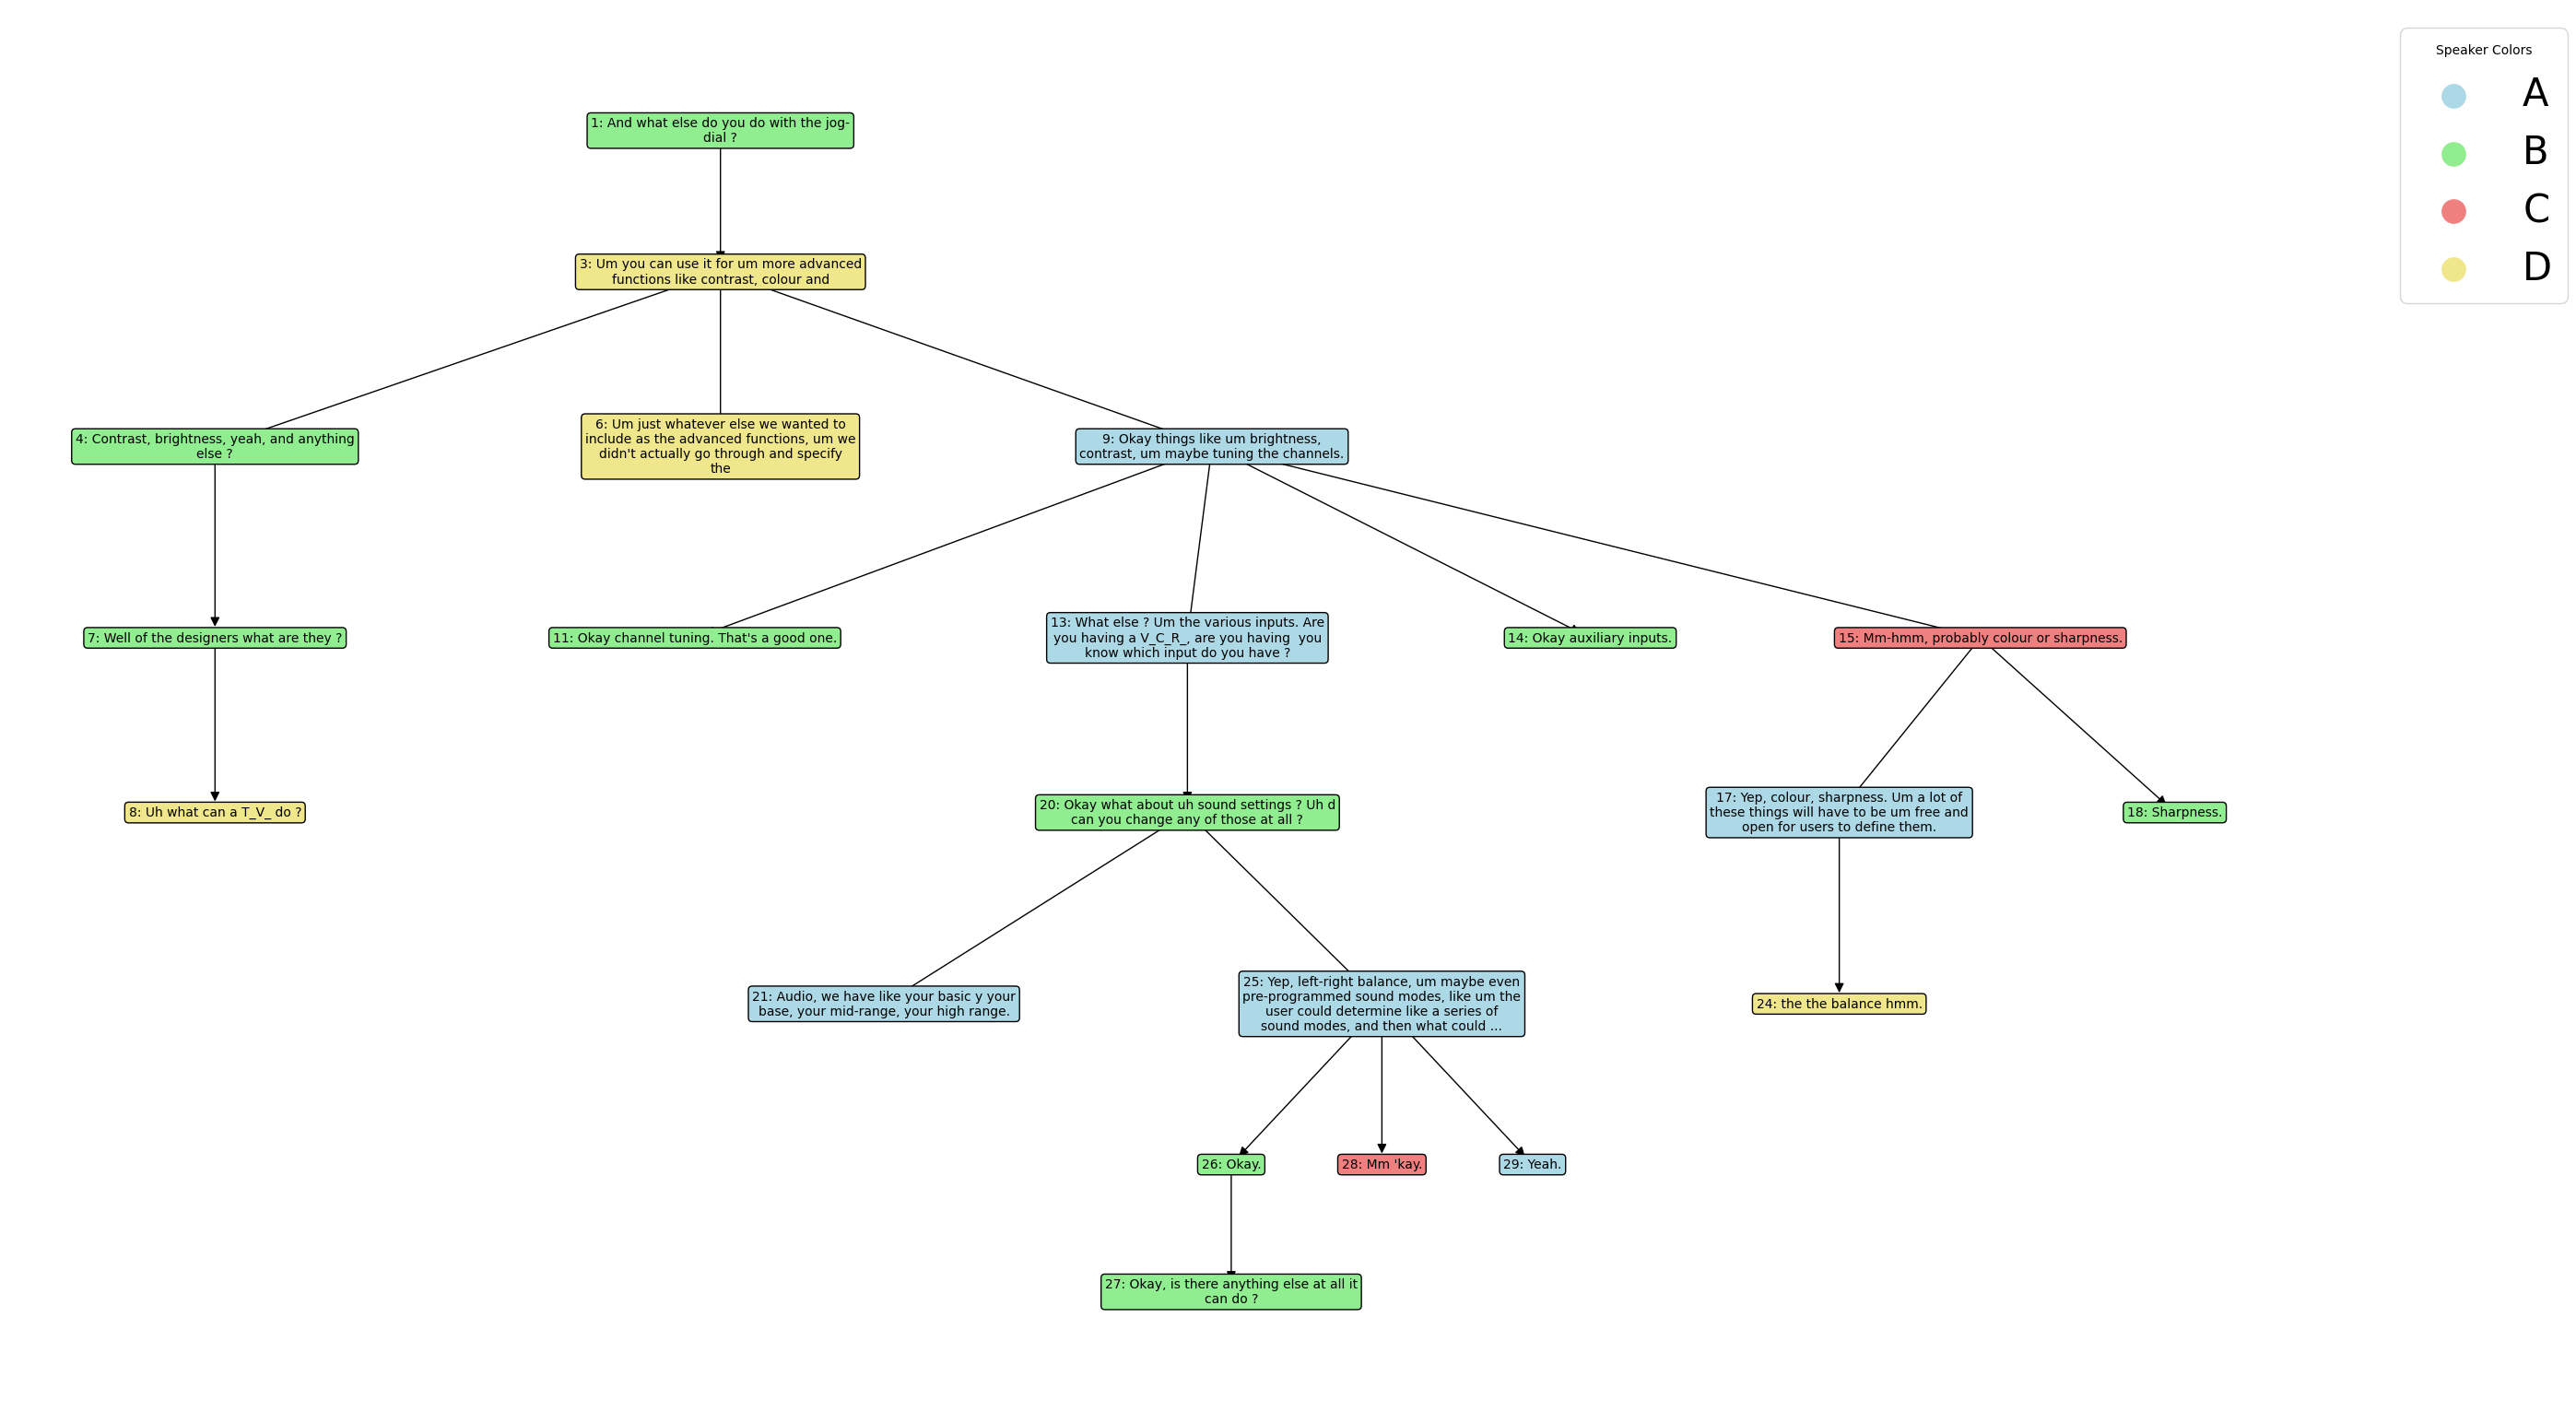 Speaker Colors
A
B
C
D
1: And what else do you do with the jog-
dial ?
3: Um you can use it for um more advanced
functions like contrast, colour and
4: Contrast, brightness, yeah, and anything
else ?
6: Um just whatever else we wanted to
include as the advanced functions, um we
didn't actually go through and specify
the
9: Okay things like um brightness,
contrast, um maybe tuning the channels.
7: Well of the designers what are they ?
11: Okay channel tuning. That's a good one.
13: What else ? Um the various inputs. Are
you having a V_C_R_, are you having  you
know which input do you have ?
14: Okay auxiliary inputs.
15: Mm-hmm, probably colour or sharpness.
8: Uh what can a T_V_ do ?
20: Okay what about uh sound settings ? Uh d
can you change any of those at all ?
17: Yep, colour, sharpness. Um a lot of
these things will have to be um free and
open for users to define them.
18: Sharpness.
21: Audio, we have like your basic y your
base, your mid-range, your high range.
25: Yep, left-right balance, um maybe even
pre-programmed sound modes, like um the
user could determine like a series of
sound modes, and then what could ...
24: the the balance hmm.
26: Okay.
28: Mm 'kay.
29: Yeah.
27: Okay, is there anything else at all it
can do ?